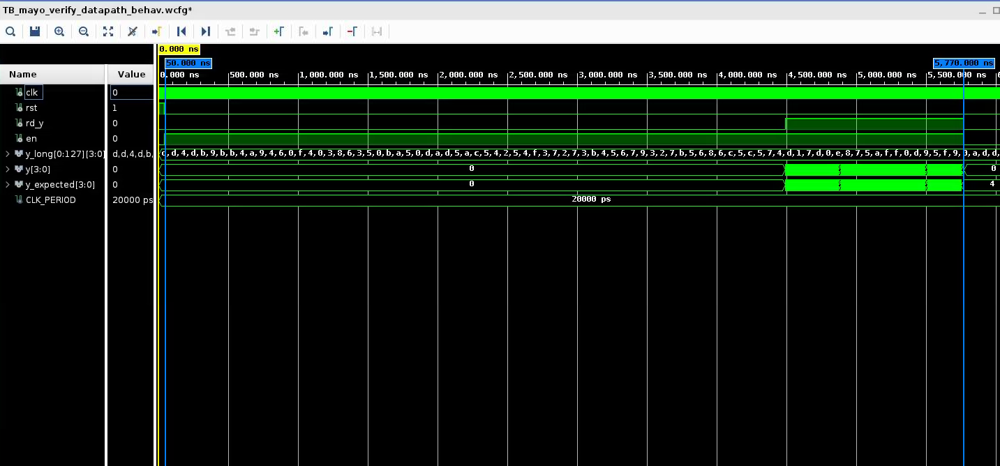 TB_mayo_verify_datapath_behav.wcfg*
0.000 ns
50.000 ns 5,770.000 ns
Name Value 0.000 ns 500.000 ns 1,000.000 ns 1,500.000 ns 2,000.000 ns 2,500.000 ns 3,000.000 ns 3,500.000 ns 4,000.000 ns 4,500.000 ns 5,000.000 ns 5,500.000 ns
clk 0
rst 1
rd_y 0
en 0
y_long[0:127][3:0] d,d,4,d,b, d,d,4,d,b,9,b,b,4,a,9,4,6,0,f,4,0,3,8,6,3,5,0,b,a,5,0,d,a,d,5,a,c,5,4,2,5,4,f,3,7,2,7,3,b,4,5,6,7,9,3,2,7,b,5,6,8,6,c,5,c,5,7,4,d,1,7,d,0,e,8,7,5,a,f,f,0,d,9,5,f,9,9,a,d,d,
y[3:0] 0 0 0
y_expected[3:0] 0 0 4
CLK_PERIOD 20000 ps 20000 ps